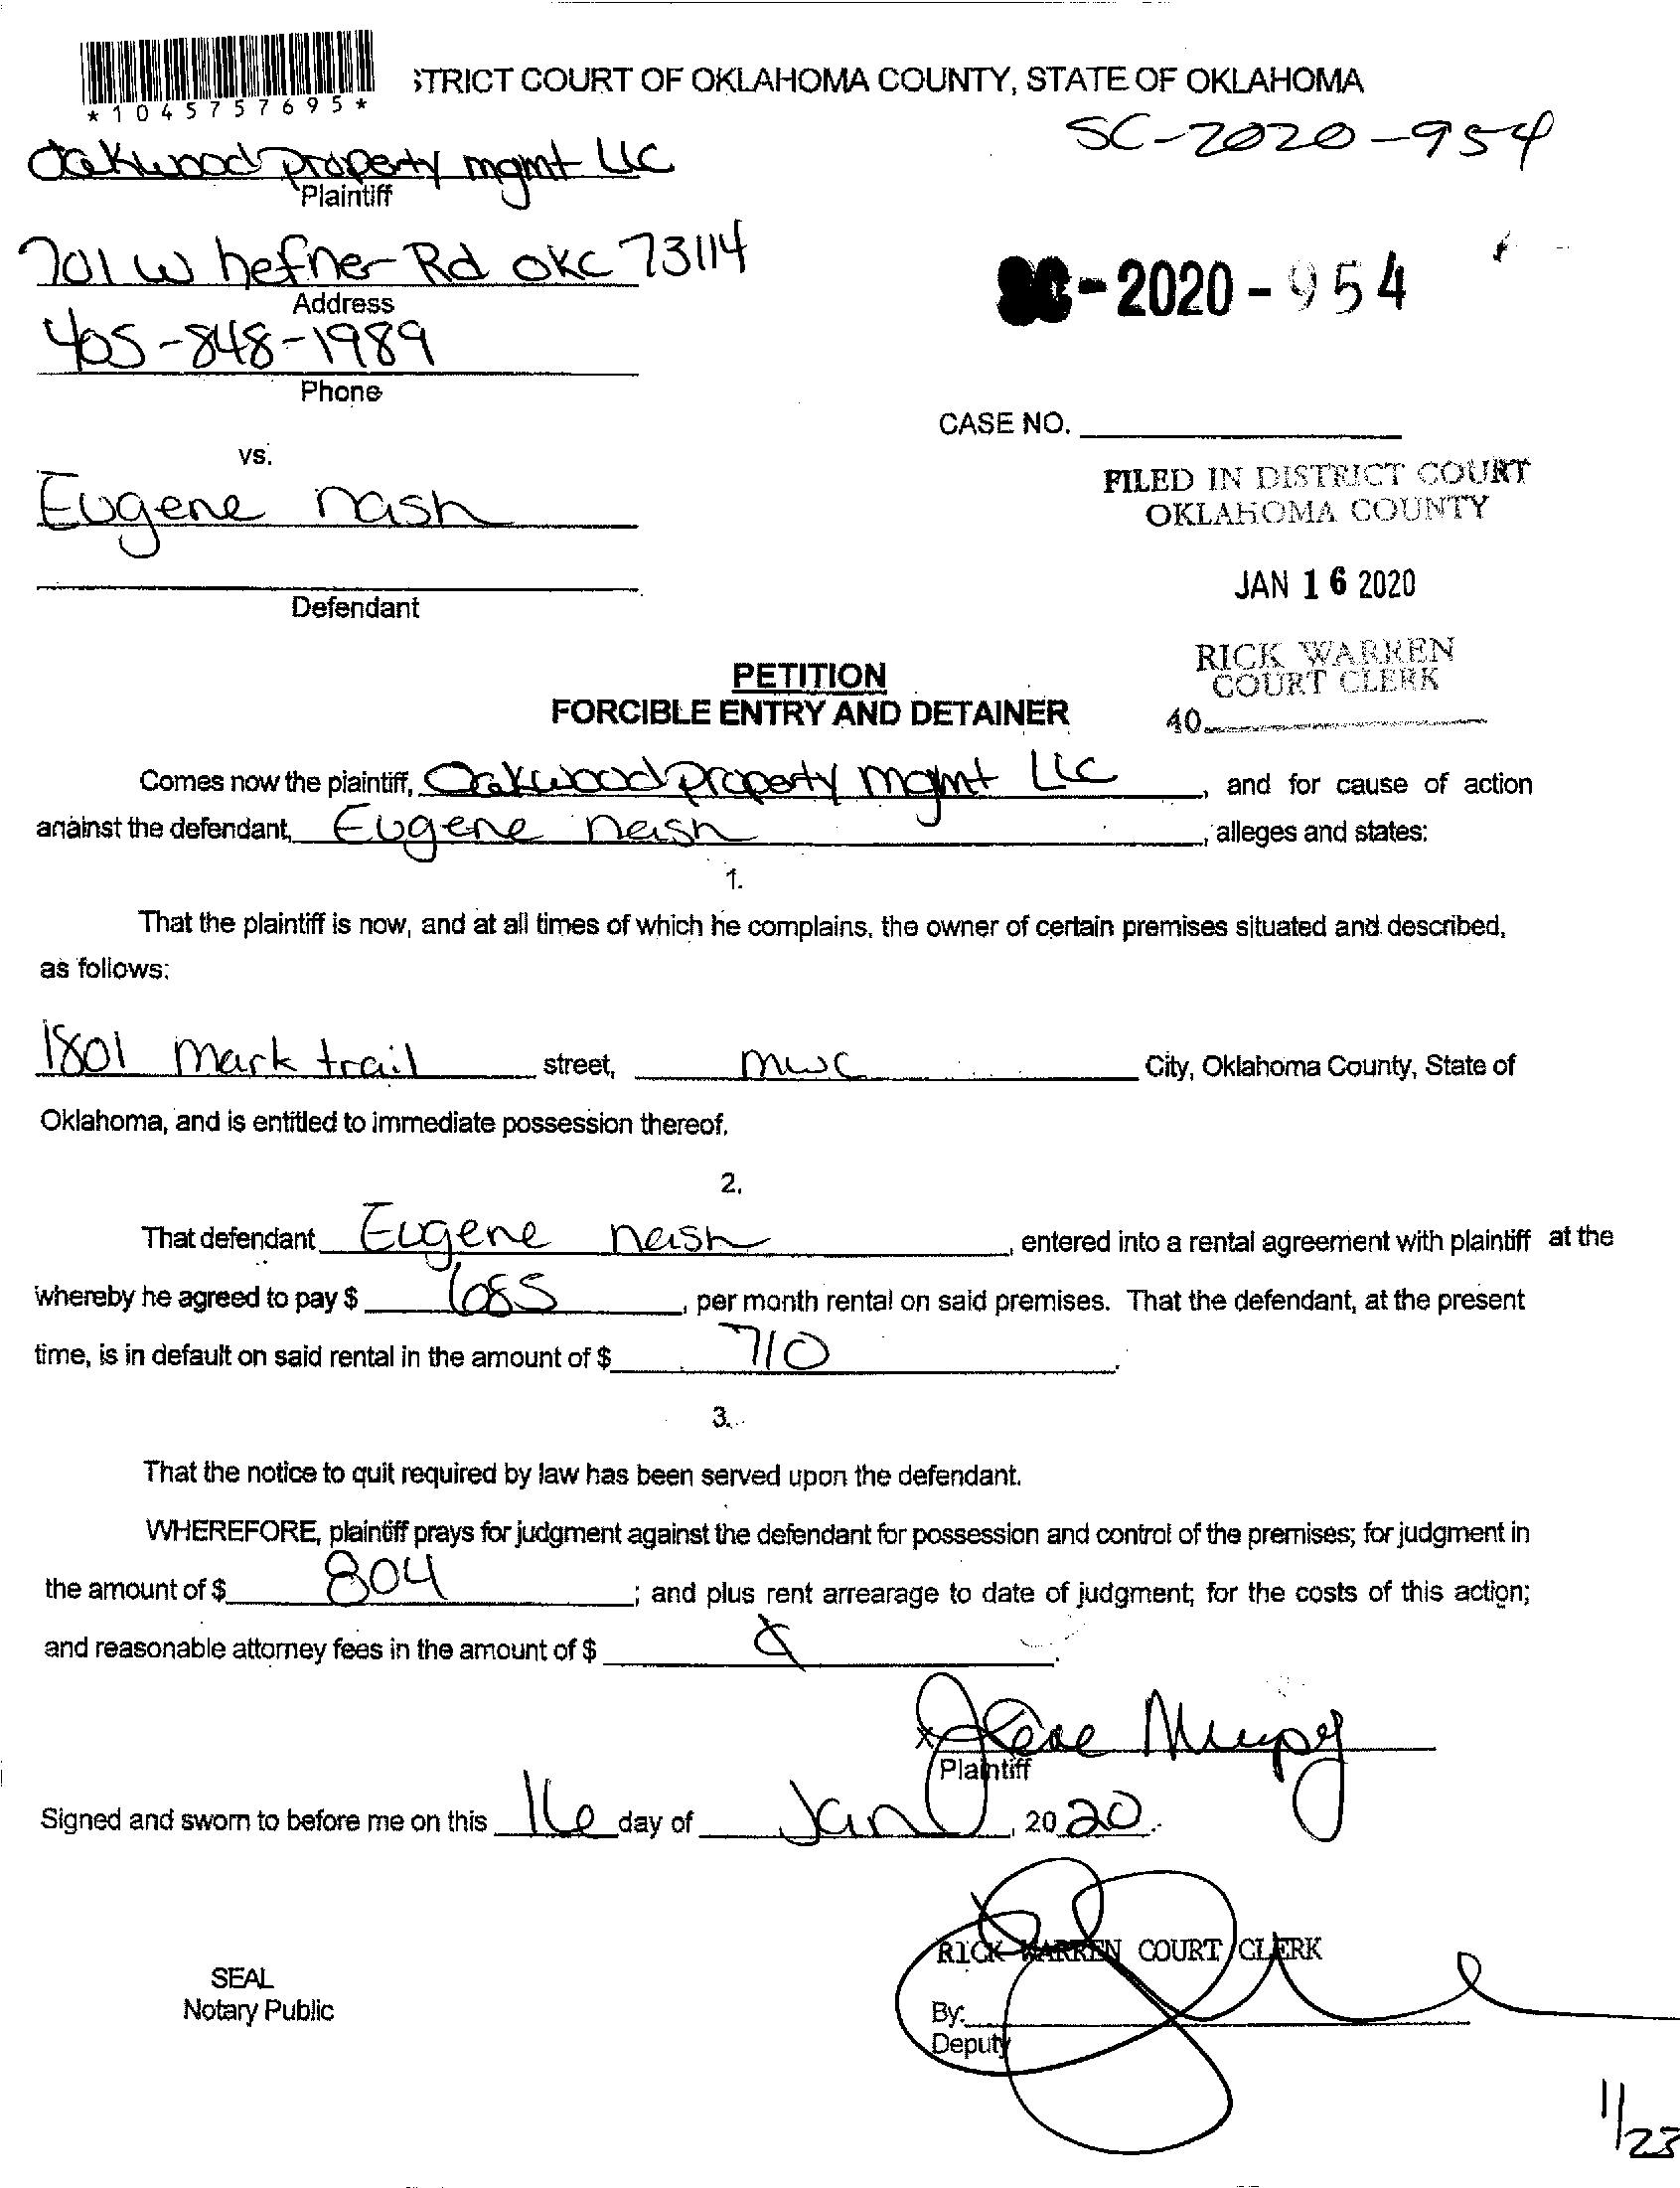 *1045757695*
STRICT COURT OF OKLAHOMA COUNTY, STATE OF OKLAHOMA
SC-2020-954
Oakwood property mgmt LLC
Plaintiff
701 W hefner Rd OKC 73114
Address
SC-2020-954
405-848-1989
Phone
CASE NO.
vs.
Eugene nash
FILED IN DISTRICT COURT
OKLAHOMA COUNTY
JAN 16 2020
Defendant
RICK WARREN
COURT CLERK
40
PETITION
FORCIBLE ENTRY AND DETAINER
Comes now the plaintiff, Oakwood property mgmt LLC, and for cause of action
against the defendant, Eugene nash, alleges and states:
1.
That the plaintiff is now, and at all times of which he complains, the owner of certain premises situated and described,
as follows:
1801 Mark trail street, mwc City, Oklahoma County, State of
Oklahoma, and is entitled to immediate possession thereof.
2.
That defendant Eugene nash, entered into a rental agreement with plaintiff at the
whereby he agreed to pay $ 685, per month rental on said premises. That the defendant, at the present
time, is in default on said rental in the amount of $ 710.
3.
That the notice to quit required by law has been served upon the defendant.
WHEREFORE, plaintiff prays for judgment against the defendant for possession and control of the premises; for judgment in
the amount of $ 804; and plus rent arrearage to date of judgment; for the costs of this action;
and reasonable attorney fees in the amount of $
Plaintiff
Signed and sworn to before me on this 16 day of Jan, 2020.
RICK WARREN COURT CLERK
SEAL
Notary Public
By:
Deputy
1/23